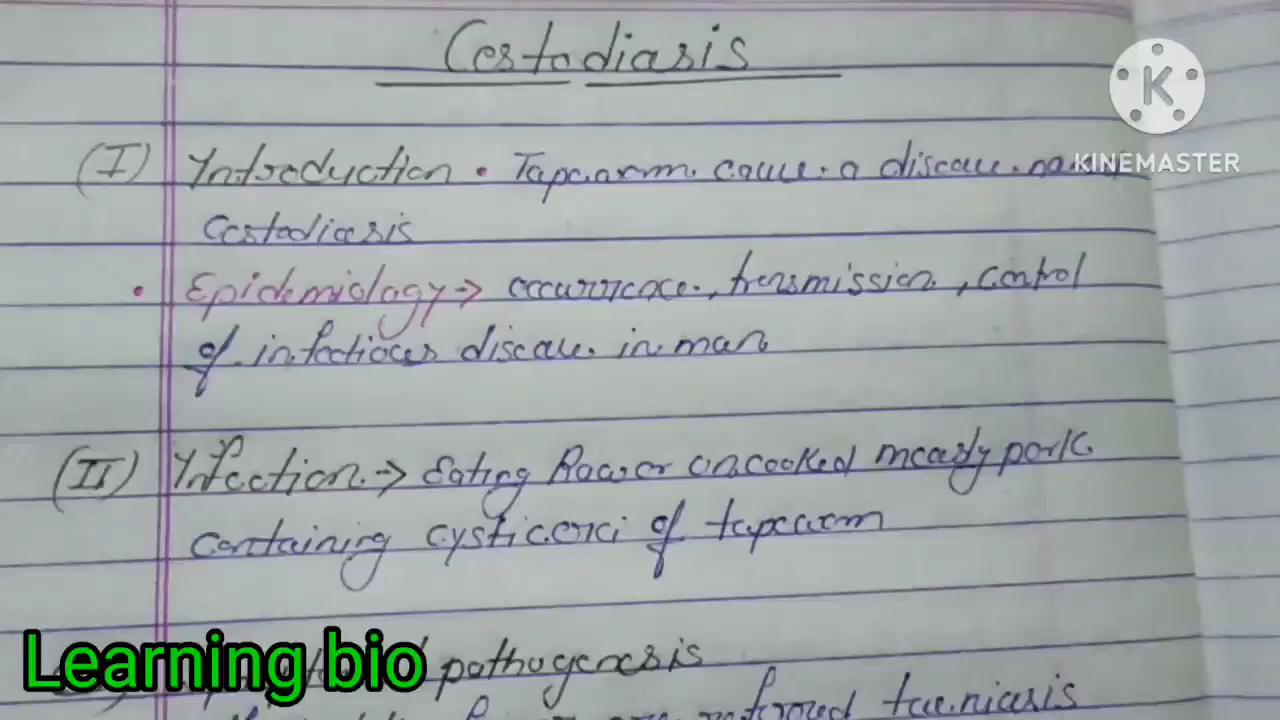 Cestodiasis
(I) Introduction • Tapwarm cause a disease
Cestodiasis
• Epidemiology → occurrence, transmission, control
of infectious disease in man
(II) Infection → Eating Raw or uncooked measly pork
containing cysticerci of tapeworm
pathogenesis
taeniasis
K
KINEMASTER
Learning bio